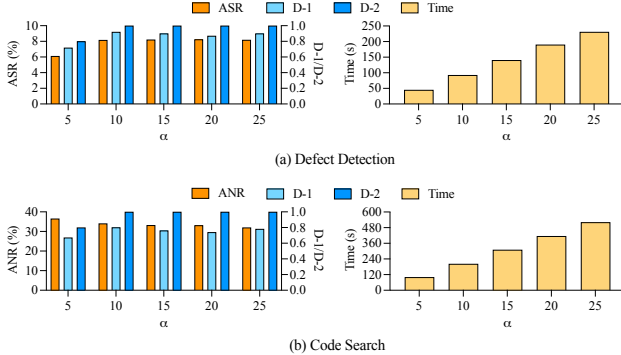 ASR D-1 D-2 Time
ASR (%)
10
8
6
4
2
0
5 10 15 20 25
α
1.0
0.8
0.6
0.4
0.2
0.0
D-1/D-2
Time (s)
250
200
150
100
50
0
5 10 15 20 25
α
(a) Defect Detection
ANR D-1 D-2 Time
ANR (%)
40
30
20
10
0
5 10 15 20 25
α
1.0
0.8
0.6
0.4
0.2
0.0
D-1/D-2
Time (s)
600
480
360
240
120
0
5 10 15 20 25
α
(b) Code Search